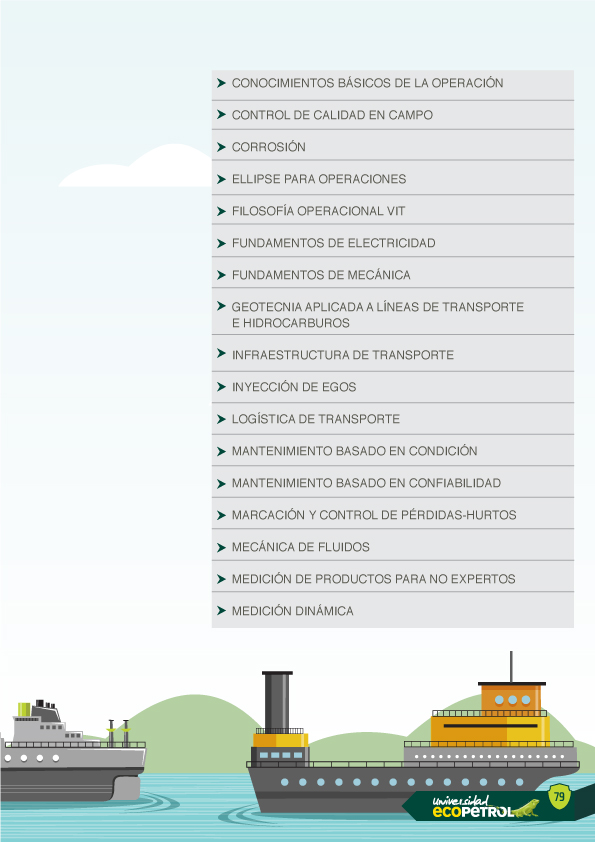 CONOCIMIENTOS BÁSICOS DE LA OPERACIÓN
CONTROL DE CALIDAD EN CAMPO
CORROSIÓN
ELLIPSE PARA OPERACIONES
FILOSOFÍA OPERACIONAL VIT
FUNDAMENTOS DE ELECTRICIDAD
FUNDAMENTOS DE MECÁNICA
GEOTECNIA APLICADA A LÍNEAS DE TRANSPORTE
E HIDROCARBUROS
INFRAESTRUCTURA DE TRANSPORTE
INYECCIÓN DE EGOS
LOGÍSTICA DE TRANSPORTE
MANTENIMIENTO BASADO EN CONDICIÓN
MANTENIMIENTO BASADO EN CONFIABILIDAD
MARCACIÓN Y CONTROL DE PÉRDIDAS-HURTOS
MECÁNICA DE FLUIDOS
MEDICIÓN DE PRODUCTOS PARA NO EXPERTOS
MEDICIÓN DINÁMICA
universidad
ECOPETROL
79